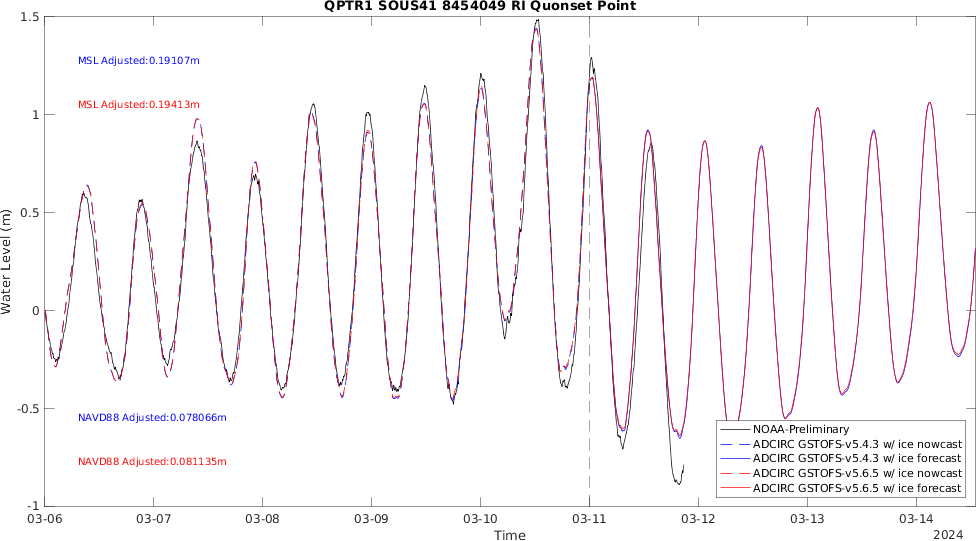 QPTR1 SOUS41 8454049 RI Quonset Point
1.5
1
0.5
0
-0.5
-1
Water Level (m)
MSL Adjusted:0.19107m
MSL Adjusted:0.19413m
NAVD88 Adjusted:0.078066m
NAVD88 Adjusted:0.081135m
NOAA-Preliminary
ADCIRC GSTOFS-v5.4.3 w/ ice nowcast
ADCIRC GSTOFS-v5.4.3 w/ ice forecast
ADCIRC GSTOFS-v5.6.5 w/ ice nowcast
ADCIRC GSTOFS-v5.6.5 w/ ice forecast
03-06 03-07 03-08 03-09 03-10 03-11 03-12 03-13 03-14
Time
2024